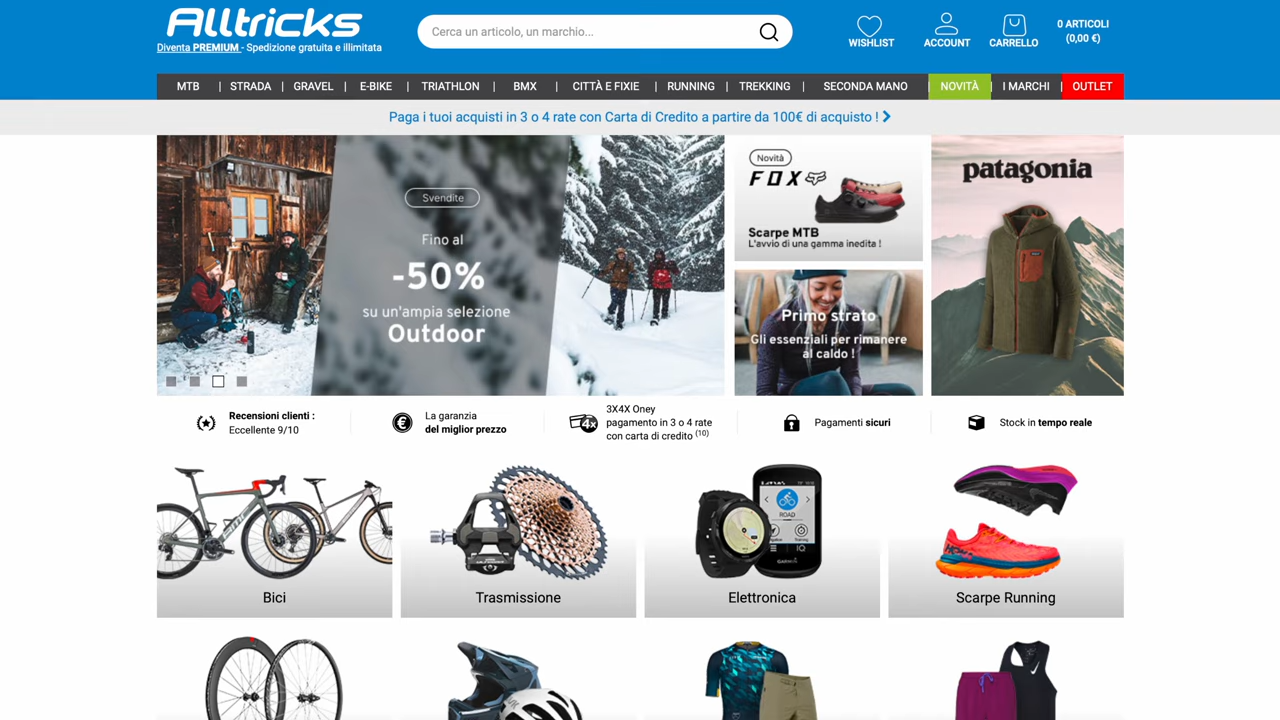 Alltricks
Diventa PREMIUM - Spedizione gratuita e illimitata
Cerca un articolo, un marchio...
WISHLIST
ACCOUNT
CARRELLO
0 ARTICOLI
(0,00 €)
MTB | STRADA | GRAVEL | E-BIKE | TRIATHLON | BMX | CITTÀ E FIXIE | RUNNING | TREKKING | SECONDA MANO | NOVITÀ | I MARCHI | OUTLET
Paga i tuoi acquisti in 3 o 4 rate con Carta di Credito a partire da 100€ di acquisto !
Svendite
Fino al
-50%
su un'ampia selezione
Outdoor
Novità
FOX
Scarpe MTB
L'avvio di una gamma inedita !
Primo strato
Gli essenziali per rimanere
al caldo !
patagonia
Recensioni clienti :
Eccellente 9/10
La garanzia
del miglior prezzo
4x
3X4X Oney
pagamento in 3 o 4 rate
con carta di credito (10)
Pagamenti sicuri
Stock in tempo reale
ROAD
GARMIN
Bici
Trasmissione
Elettronica
Scarpe Running